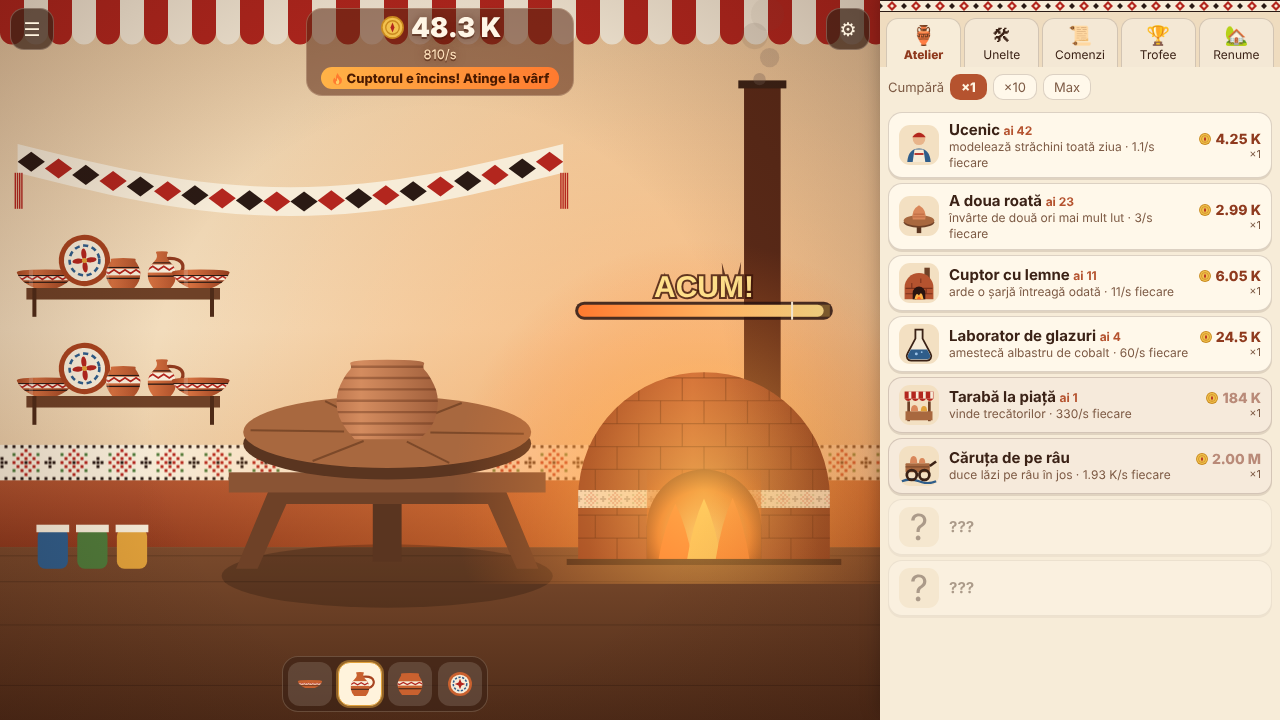 48.3 K
810/s
Cuptorul e încins! Atinge la vârf
ACUM!
Atelier
Unelte
Comenzi
Trofee
Renume
Cumpără
×1
×10
Max
Ucenic ai 42
modelează străchini toată ziua · 1.1/s
fiecare
4.25 K
×1
A doua roată ai 23
învârte de două ori mai mult lut · 3/s
fiecare
2.99 K
×1
Cuptor cu lemne ai 11
arde o șarjă întreagă odată · 11/s fiecare
6.05 K
×1
Laborator de glazuri ai 4
amestecă albastru de cobalt · 60/s fiecare
24.5 K
×1
Tarabă la piață ai 1
vinde trecătorilor · 330/s fiecare
184 K
×1
Căruța de pe râu
duce lăzi pe râu în jos · 1.93 K/s fiecare
2.00 M
×1
?
???
?
???